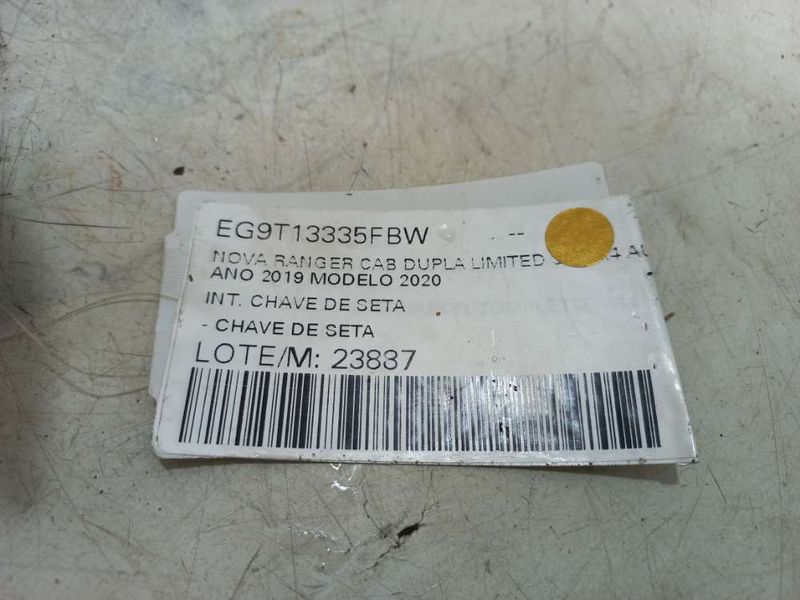 EG9T13335FBW --
NOVA RANGER CAB DUPLA LIMITED
ANO 2019 MODELO 2020
INT. CHAVE DE SETA
- CHAVE DE SETA
LOTE/M: 23887